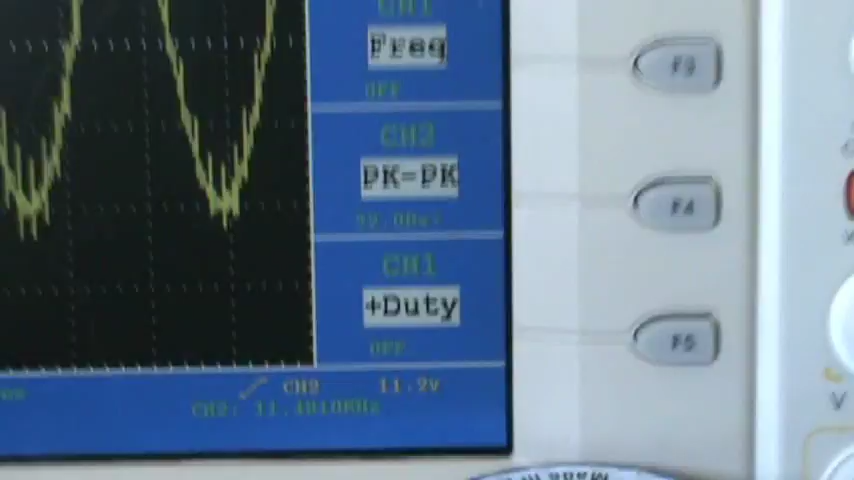 CH1
Freq
OFF
F3
CH2
PK-PK
F4
CH1
+Duty
OFF
F5
CH2 11.2V
V